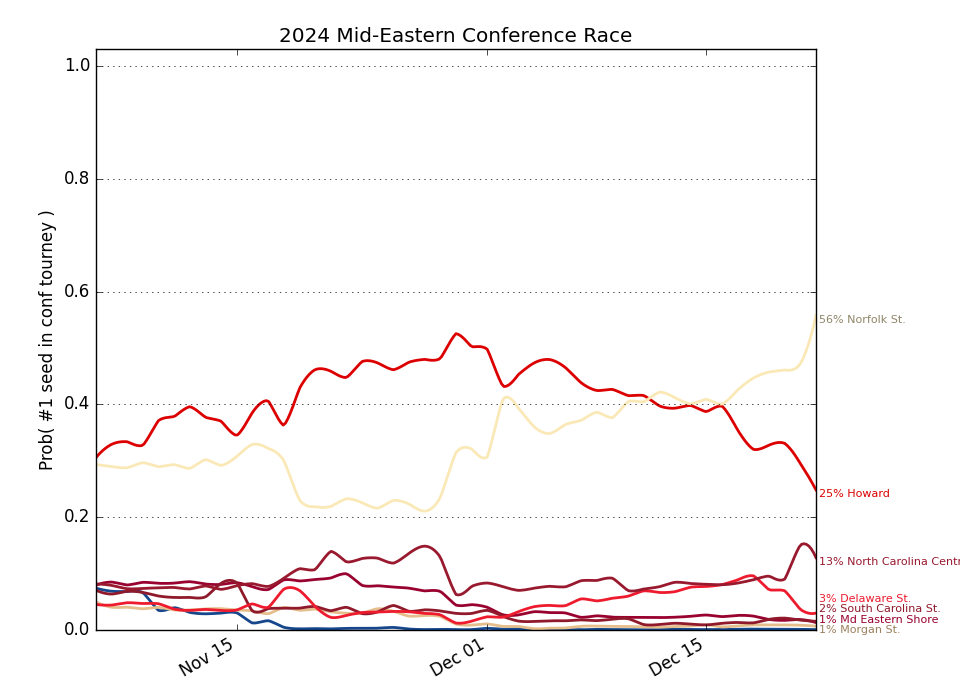 2024 Mid-Eastern Conference Race
Prob( #1 seed in conf tourney )
1.0
0.8
0.6
0.4
0.2
0.0
Nov 15
Dec 01
Dec 15
56% Norfolk St.
25% Howard
13% North Carolina Centr
3% Delaware St.
2% South Carolina St.
1% Md Eastern Shore
1% Morgan St.